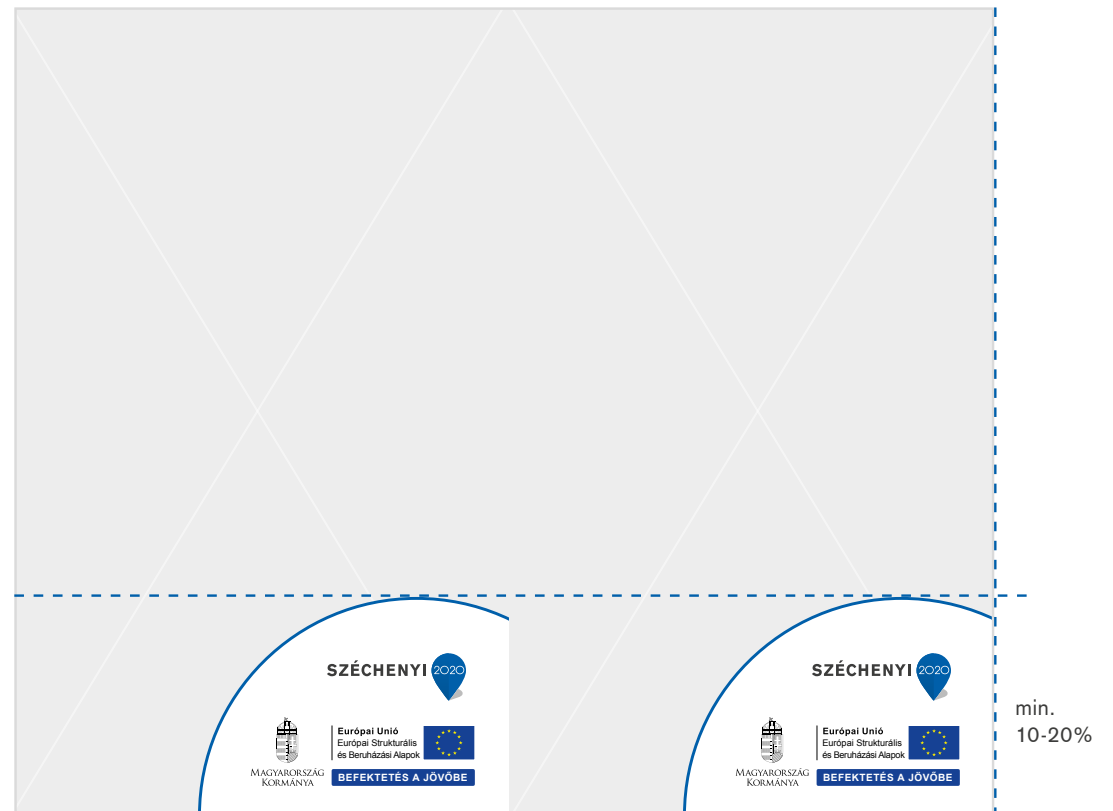 SZÉCHENYI 2020
Európai Unió
Európai Strukturális
és Beruházási Alapok
MAGYARORSZÁG
KORMÁNYA
BEFEKTETÉS A JÖVŐBE
SZÉCHENYI 2020
Európai Unió
Európai Strukturális
és Beruházási Alapok
MAGYARORSZÁG
KORMÁNYA
BEFEKTETÉS A JÖVŐBE
min.
10-20%